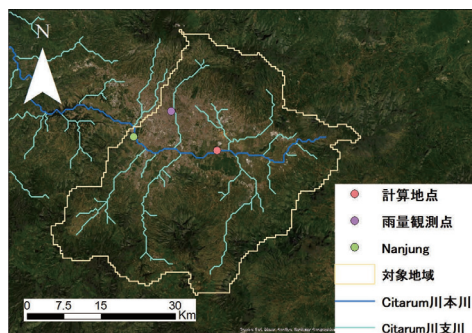 N
計算地点
雨量観測点
Nanjung
対象地域
Citarum川本川
Citarum川支川
0 7.5 15 30
Km